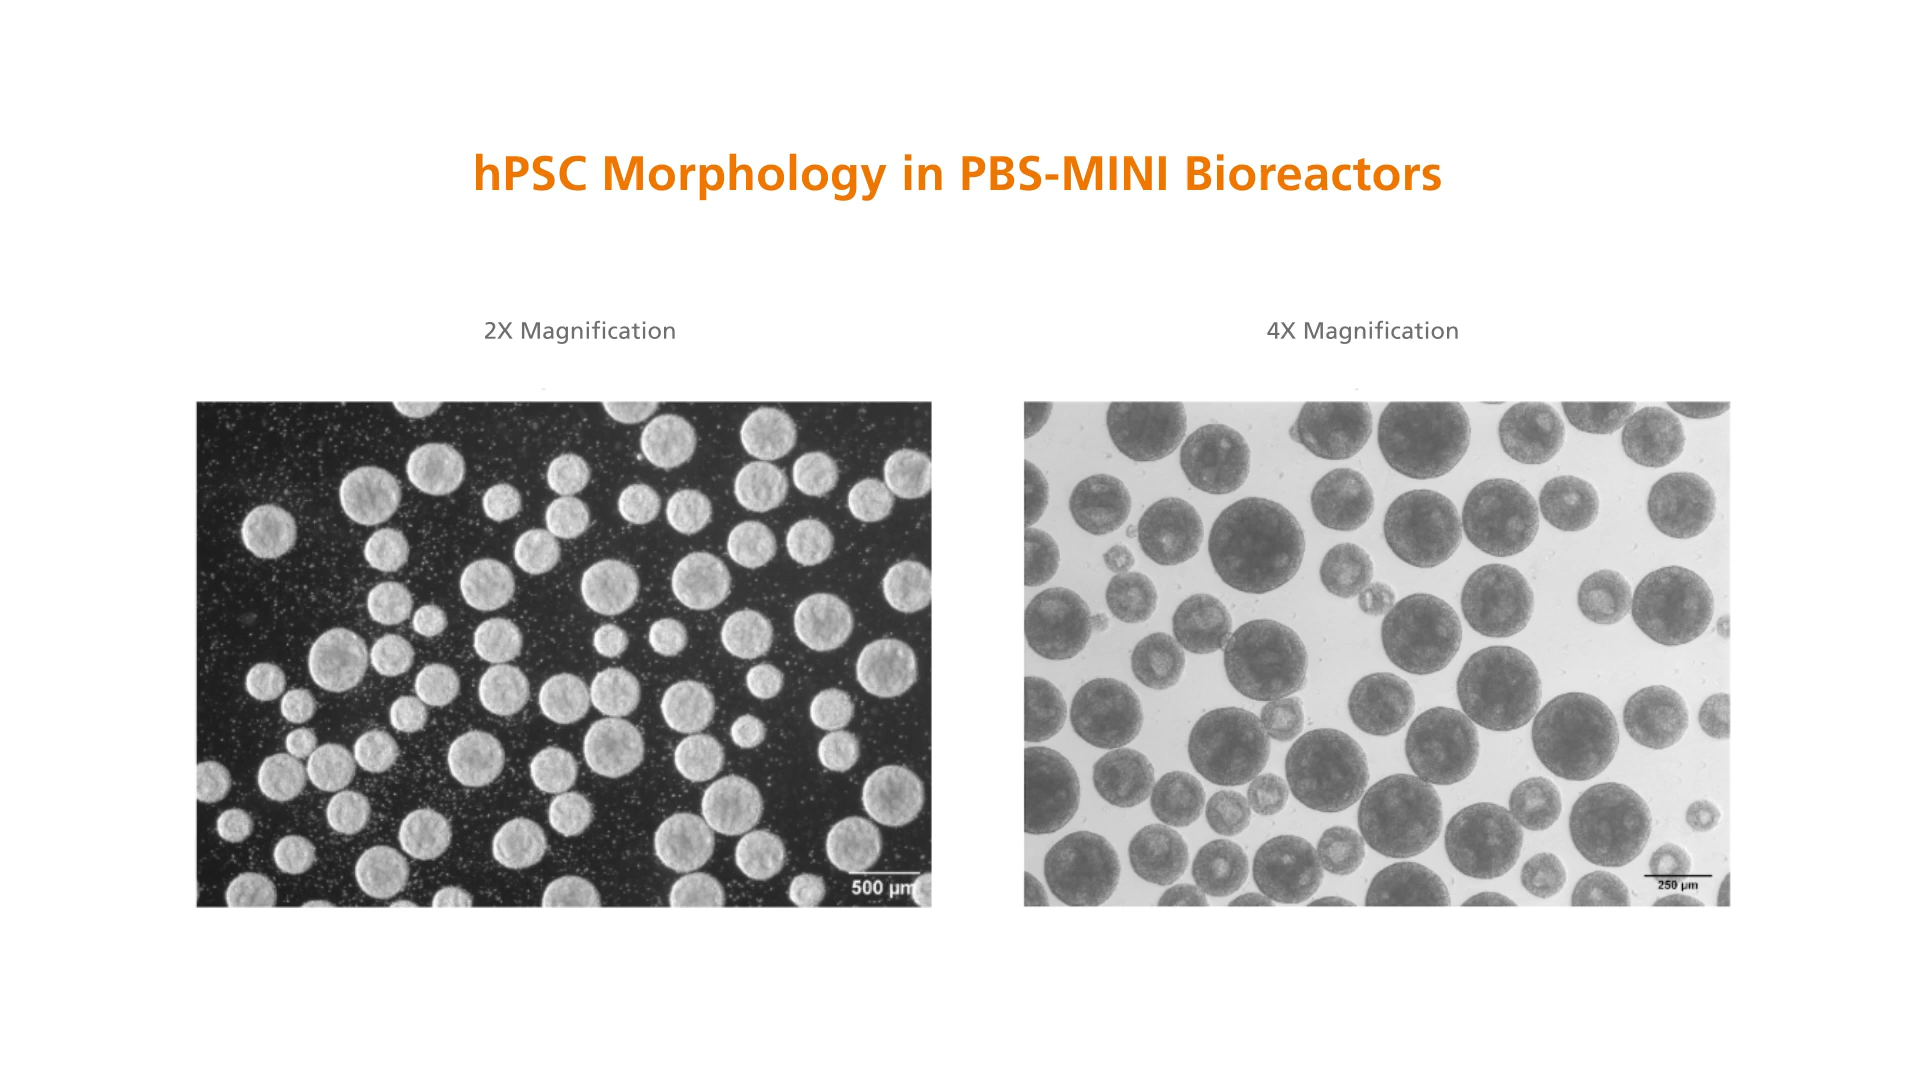 hPSC Morphology in PBS-MINI Bioreactors
2X Magnification
4X Magnification
500 µm
250 µm